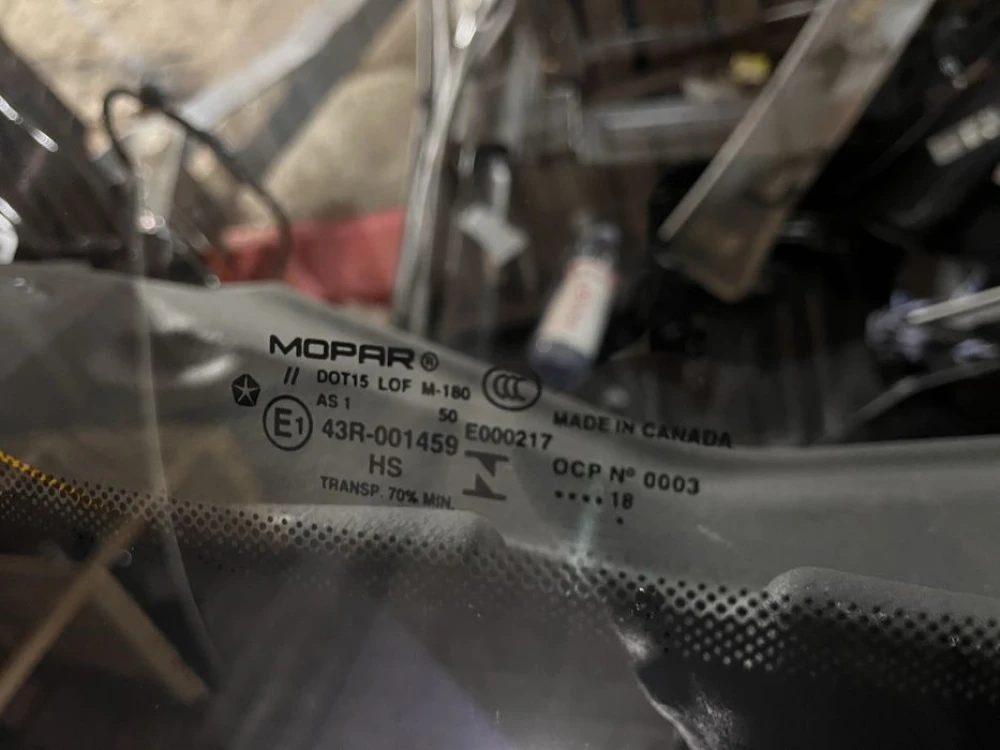 MOPAR®
// DOT15 LOF M-180 CCC
AS 1 50
E1 43R-001459 E000217
HS
TRANSP. 70% MIN.
MADE IN CANADA
OCP Nº 0003
•••• 18
•